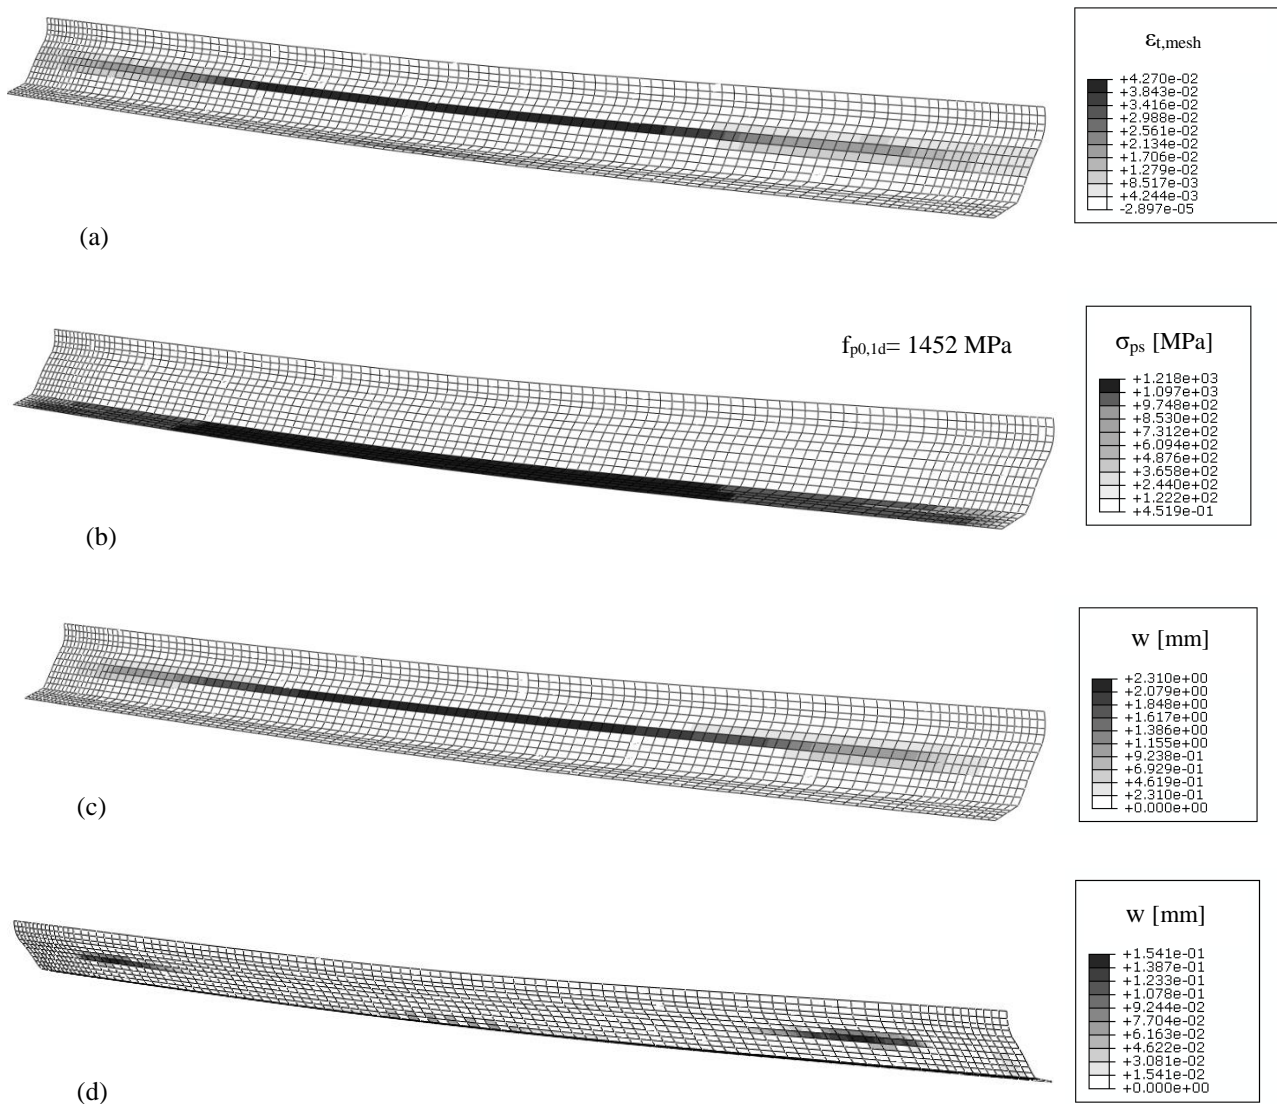 ε_t,mesh
+4.270e-02
+3.843e-02
+3.416e-02
+2.988e-02
+2.561e-02
+2.134e-02
+1.706e-02
+1.279e-02
+8.517e-03
+4.244e-03
-2.897e-05
(a)
f_p0,1d= 1452 MPa
σ_ps [MPa]
+1.218e+03
+1.097e+03
+9.748e+02
+8.530e+02
+7.312e+02
+6.094e+02
+4.876e+02
+3.658e+02
+2.440e+02
+1.222e+02
+4.519e-01
(b)
w [mm]
+2.310e+00
+2.079e+00
+1.848e+00
+1.617e+00
+1.386e+00
+1.155e+00
+9.238e-01
+6.929e-01
+4.619e-01
+2.310e-01
+0.000e+00
(c)
w [mm]
+1.541e-01
+1.387e-01
+1.233e-01
+1.078e-01
+9.244e-02
+7.704e-02
+6.163e-02
+4.622e-02
+3.081e-02
+1.541e-02
+0.000e+00
(d)